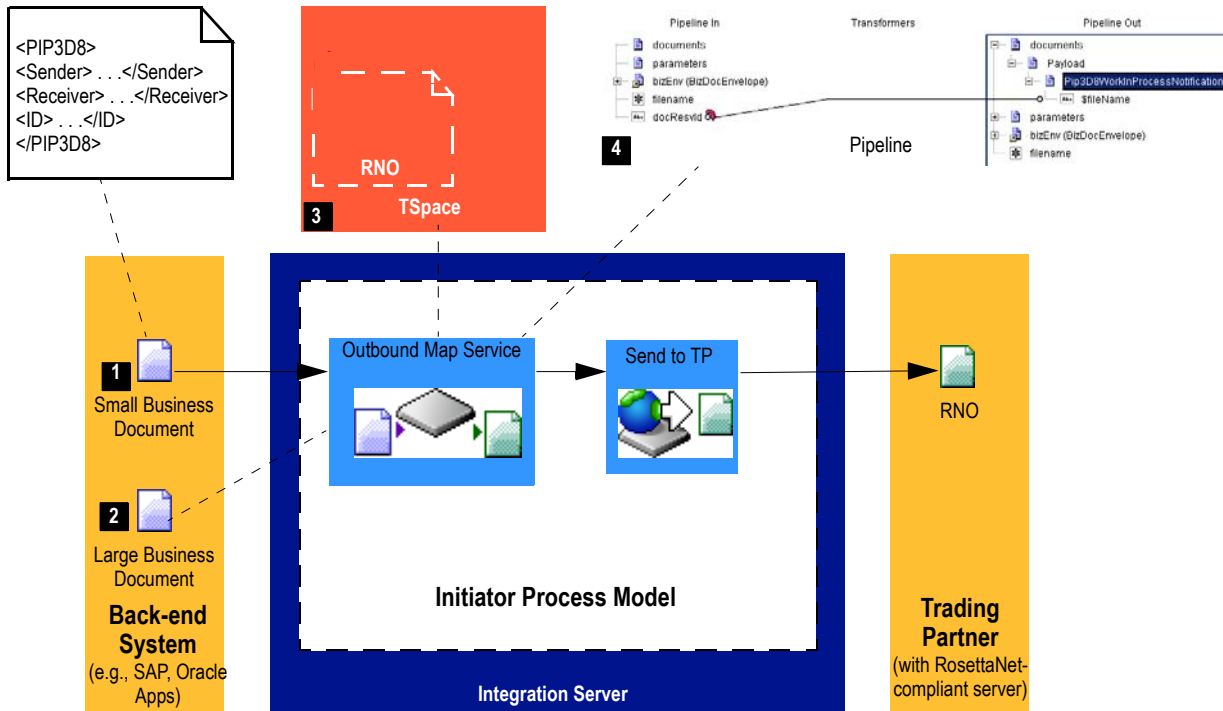 <PIP3D8>
<Sender> . . .</Sender>
<Receiver> . . .</Receiver>
<ID> . . .</ID>
</PIP3D8>
RNO
TSpace
3
Pipeline In
Transformers
Pipeline Out
documents
parameters
bizEnv (BizDocEnvelope)
filename
docResvId
documents
Payload
Pip3D8WorkInProcessNotification
$fileName
parameters
bizEnv (BizDocEnvelope)
filename
4
Pipeline
1
Small Business
Document
2
Large Business
Document
Back-end
System
(e.g., SAP, Oracle
Apps)
Outbound Map Service
Send to TP
Initiator Process Model
Integration Server
RNO
Trading
Partner
(with RosettaNet-
compliant server)